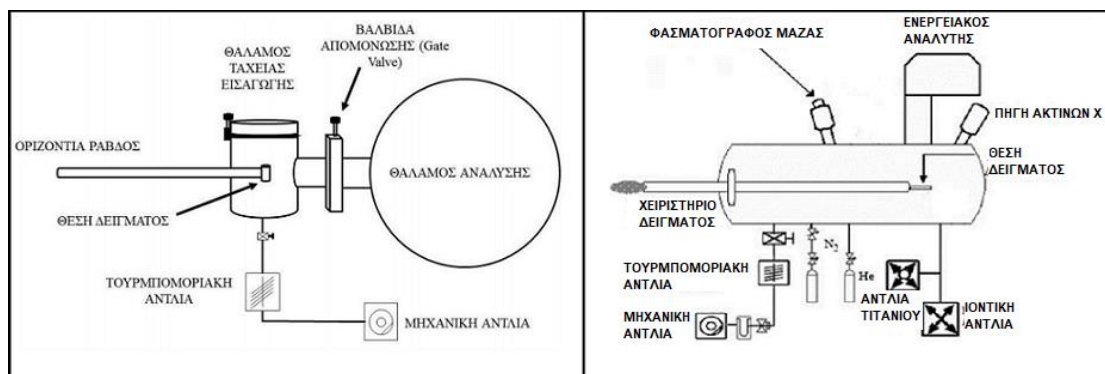 ΒΑΛΒΙΔΑ
ΑΠΟΜΟΝΩΣΗΣ (Gate
Valve)
ΘΑΛΑΜΟΣ
ΤΑΧΕΙΑΣ
ΕΙΣΑΓΩΓΗΣ
ΟΡΙΖΟΝΤΙΑ ΡΑΒΔΟΣ
ΘΑΛΑΜΟΣ ΑΝΑΛΥΣΗΣ
ΘΕΣΗ ΔΕΙΓΜΑΤΟΣ
ΤΟΥΡΜΠΟΜΟΡΙΑΚΗ
ΑΝΤΛΙΑ
ΜΗΧΑΝΙΚΗ ΑΝΤΛΙΑ
ΦΑΣΜΑΤΟΓΡΑΦΟΣ ΜΑΖΑΣ
ΕΝΕΡΓΕΙΑΚΟΣ
ΑΝΑΛΥΤΗΣ
ΠΗΓΗ ΑΚΤΙΝΩΝ Χ
ΘΕΣΗ
ΔΕΙΓΜΑΤΟΣ
ΧΕΙΡΙΣΤΗΡΙΟ
ΔΕΙΓΜΑΤΟΣ
N2
ΤΟΥΡΜΠΟΜΟΡΙΑΚΗ
ΑΝΤΛΙΑ
He
ΑΝΤΛΙΑ
ΤΙΤΑΝΙΟΥ
ΙΟΝΤΙΚΗ
ΑΝΤΛΙΑ
ΜΗΧΑΝΙΚΗ
ΑΝΤΛΙΑ